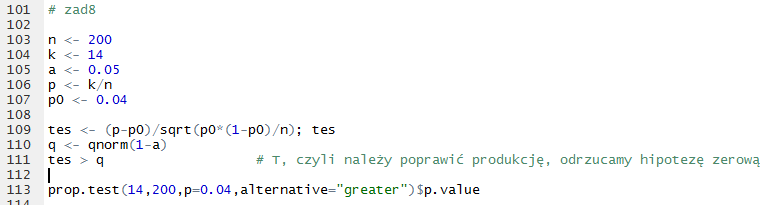 101 # zad8
102
103 n <- 200
104 k <- 14
105 a <- 0.05
106 p <- k/n
107 p0 <- 0.04
108
109 tes <- (p-p0)/sqrt(p0*(1-p0)/n); tes
110 q <- qnorm(1-a)
111 tes > q # T, czyli należy poprawić produkcję, odrzucamy hipotezę zerową
112
113 prop.test(14,200,p=0.04,alternative="greater")$p.value
114